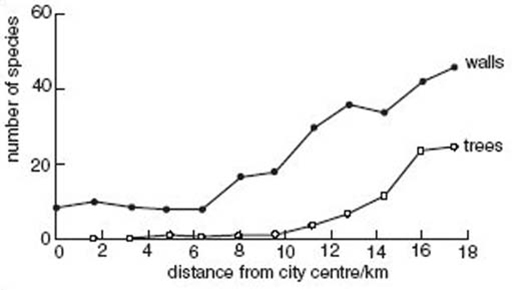 60
40
20
0
number of species
walls
trees
0 2 4 6 8 10 12 14 16 18
distance from city centre/km